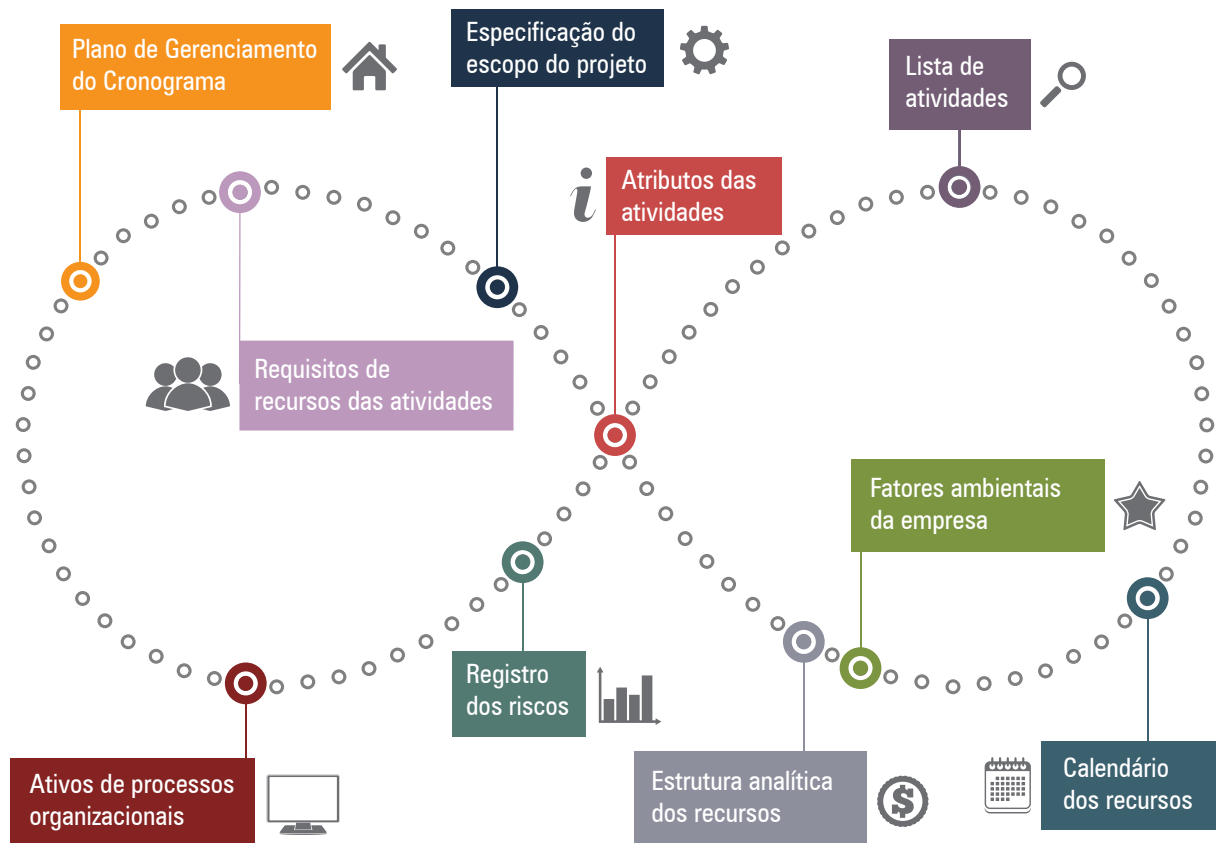 Plano de Gerenciamento
do Cronograma
Especificação do
escopo do projeto
Lista de
atividades
Atributos das
atividades
Requisitos de
recursos das atividades
Fatores ambientais
da empresa
Registro
dos riscos
Ativos de processos
organizacionais
Estrutura analítica
dos recursos
Calendário
dos recursos